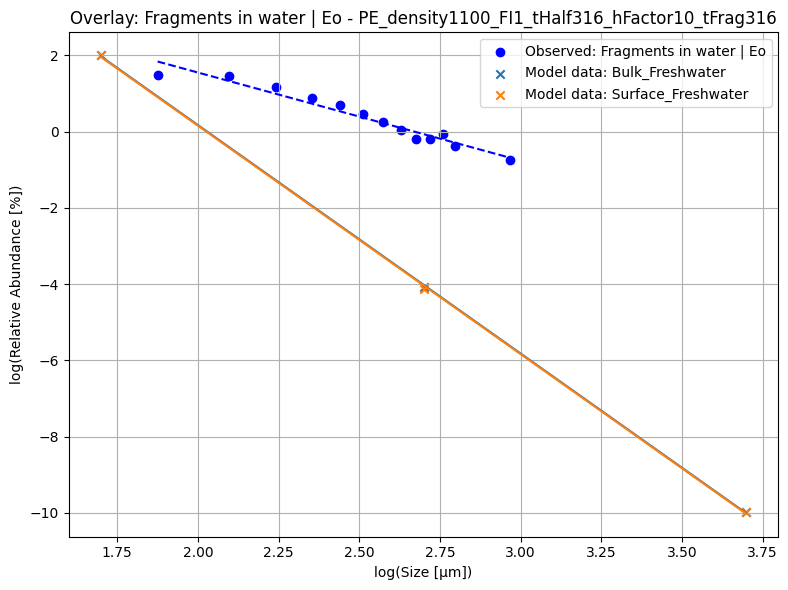 Overlay: Fragments in water | Eo - PE_density1100_FI1_tHalf316_hFactor10_tFrag316
Observed: Fragments in water | Eo
Model data: Bulk_Freshwater
Model data: Surface_Freshwater
log(Relative Abundance [%])
2
0
−2
−4
−6
−8
−10
1.75
2.00
2.25
2.50
2.75
3.00
3.25
3.50
3.75
log(Size [µm])